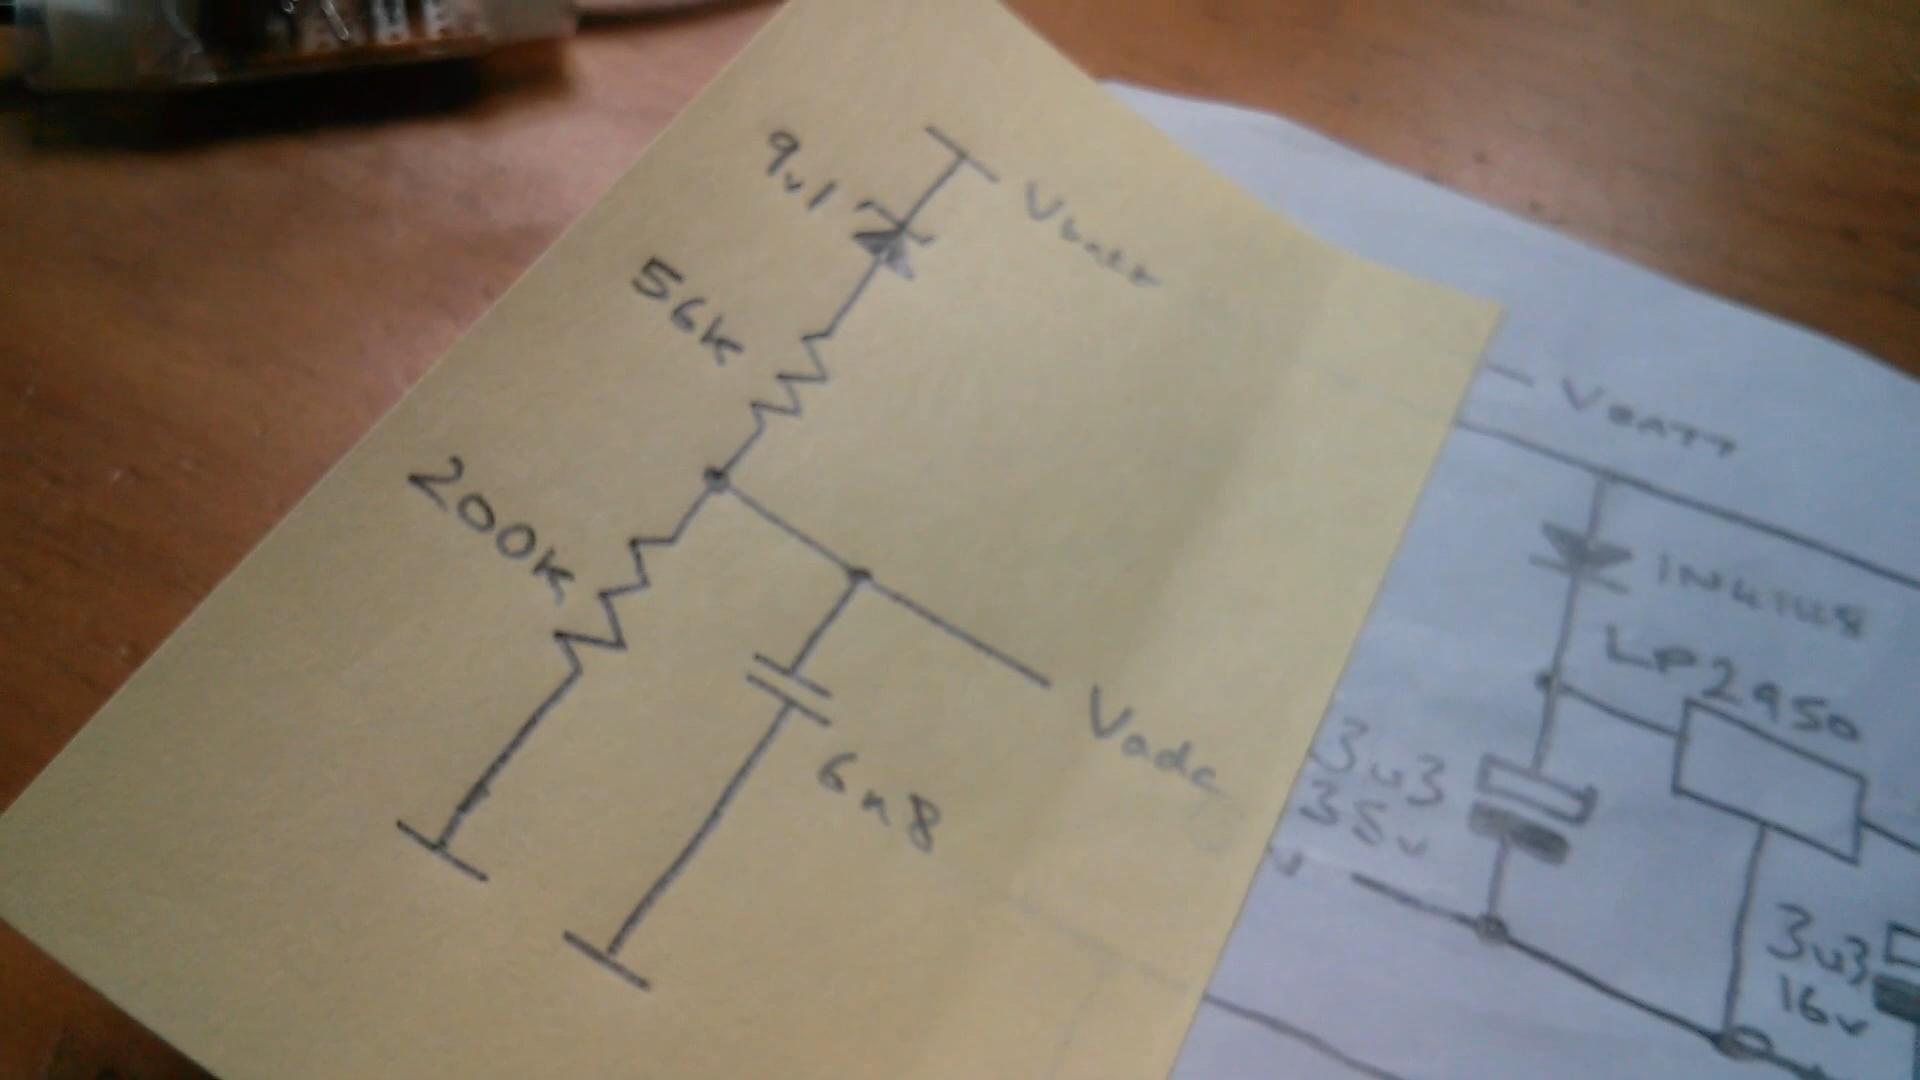 9v1
Vbatt
56K
200K
Vadc
6n8
VBATT
1N4148
LP2950
3u3
35v
3u3
16v